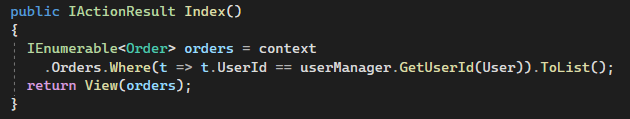 public IActionResult Index()
{
IEnumerable<Order> orders = context
.Orders.Where(t => t.UserId == userManager.GetUserId(User)).ToList();
return View(orders);
}